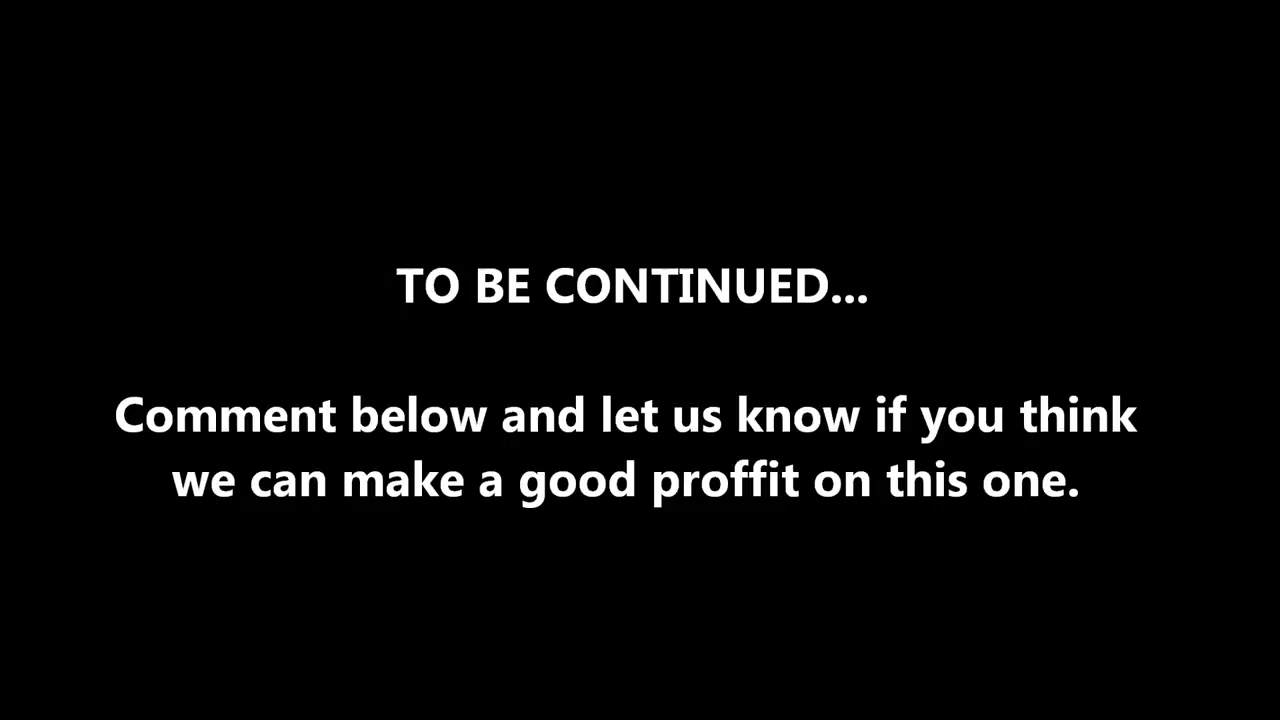 TO BE CONTINUED...
Comment below and let us know if you think
we can make a good proffit on this one.